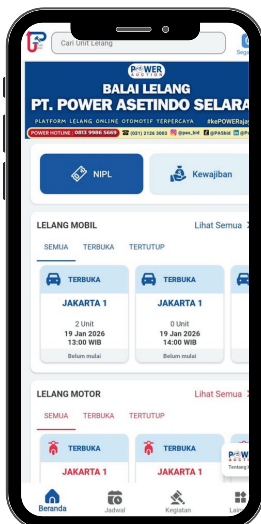 Cari Unit Lelang
POWER
AUCTION
BALAI LELANG
PT. POWER ASETINDO SELARA
PLATFORM LELANG ONLINE OTOMOTIF TERPERCAYA #kePOWERaja
POWER HOTLINE : 0813 9986 5669 (021) 2126 3083 @pas_bid @PASbid
NIPL
Kewajiban
LELANG MOBIL Lihat Semua
SEMUA TERBUKA TERTUTUP
TERBUKA TERBUKA
JAKARTA 1 JAKARTA 1
2 Unit 0 Unit
19 Jan 2026 19 Jan 2026
13:00 WIB 14:00 WIB
Belum mulai Belum mulai
LELANG MOTOR Lihat Semua
SEMUA TERBUKA TERTUTUP
TERBUKA TERBUKA
JAKARTA 1 JAKARTA 1
Tentang
Beranda Jadwal Kegiatan